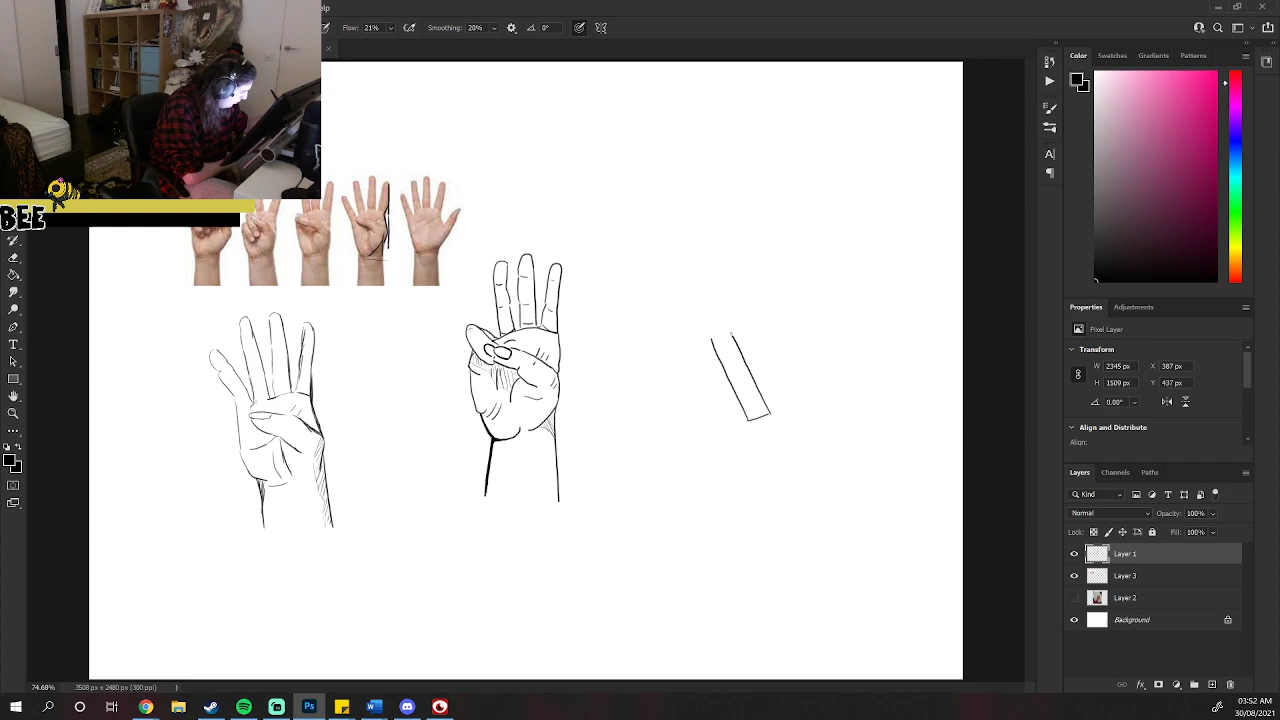 elp
Flow: 21% Smoothing: 20% 0°
BEE
Color Swatches Gradients Patterns
Properties Adjustments
Pixel Layer
Transform
W 2345 px X 387 px
H 1509 px Y 437 px
0.00°
Align and Distribute
Align:
Layers Channels Paths
Kind
Normal Opacity: 100%
Lock: Fill: 100%
Layer 1
Layer 3
Layer 2
Background
74.68% 3508 px x 2480 px (300 ppi)
03:52 AM
30/08/2021